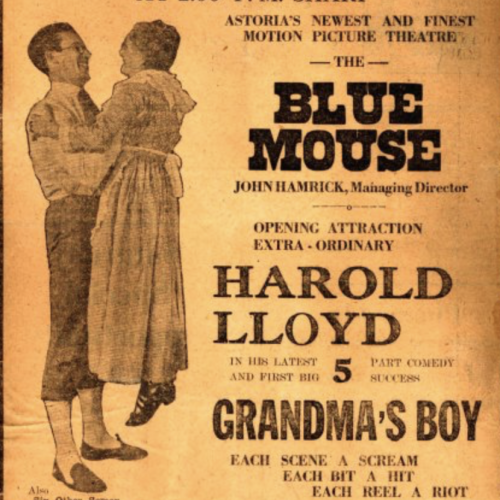 ASTORIA'S NEWEST AND FINEST
MOTION PICTURE THEATRE
— THE —
BLUE
MOUSE
JOHN HAMRICK, Managing Director
OPENING ATTRACTION
EXTRA - ORDINARY
HAROLD
LLOYD
IN HIS LATEST 5 PART COMEDY
AND FIRST BIG SUCCESS
GRANDMA'S BOY
EACH SCENE A SCREAM
EACH BIT A HIT
EACH REEL A RIOT
Also